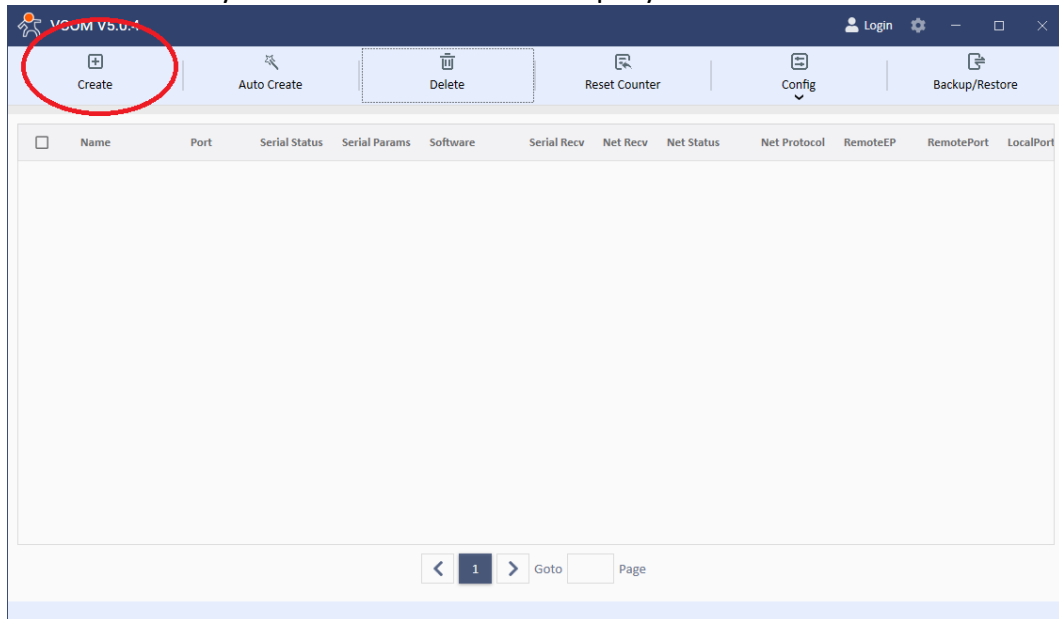 VCOM V5.0.4 Login
Create Auto Create Delete Reset Counter Config Backup/Restore
Name Port Serial Status Serial Params Software Serial Recv Net Recv Net Status Net Protocol RemoteEP RemotePort LocalPort
1 Goto Page